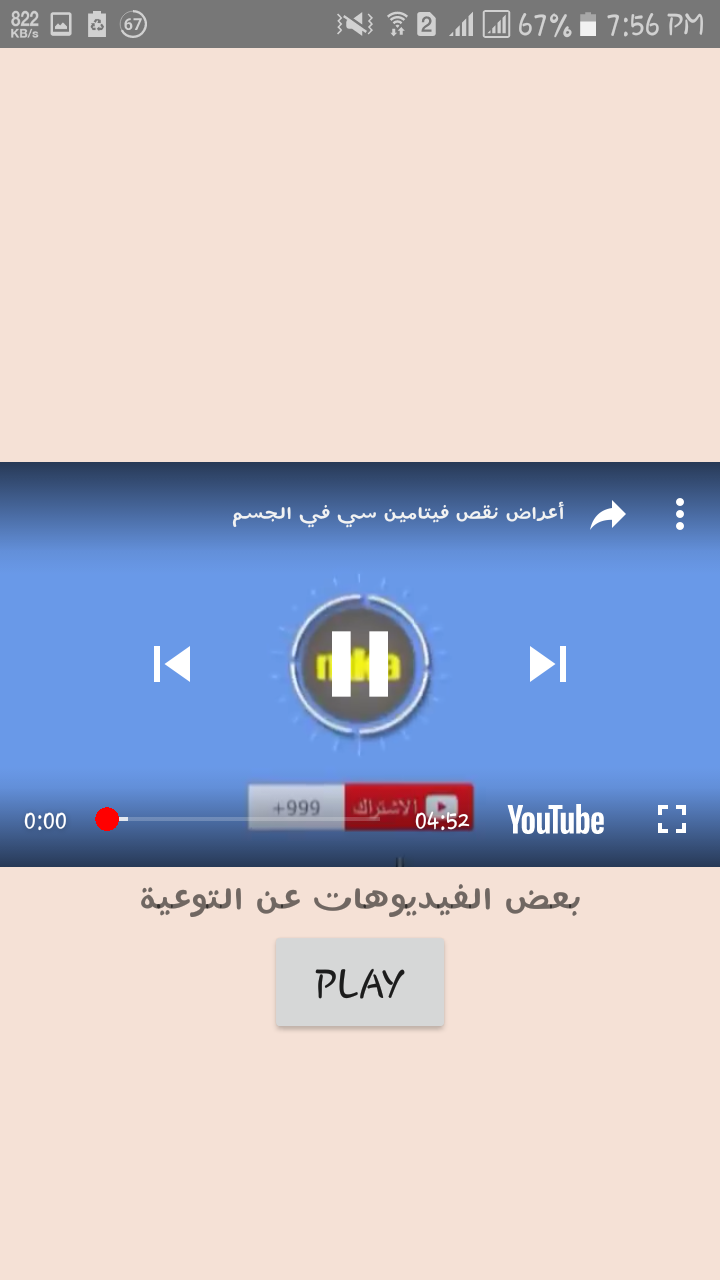 822
KB/s
67
2
67%
7:56 PM
أعراض نقص فيتامين سي في الجسم
+999
الاشتراك
0:00
04:52
YouTube
بعض الفيديوهات عن التوعية
PLAY